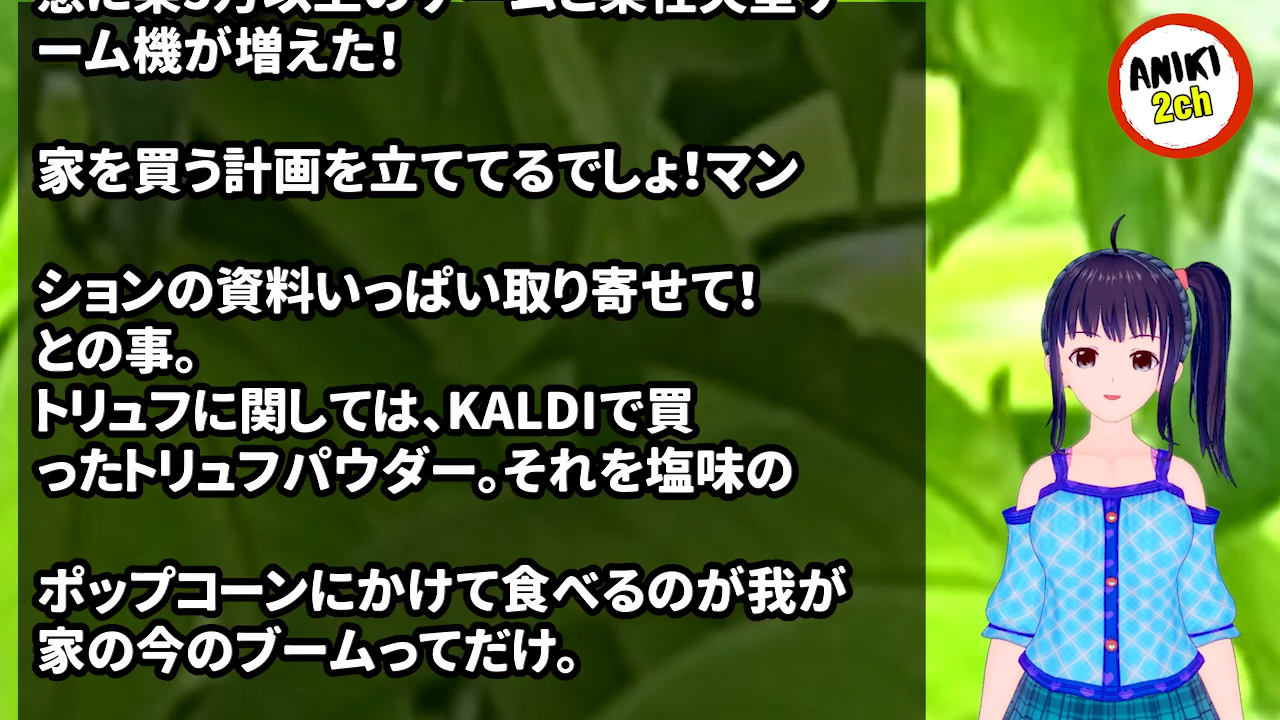 ーム機が増えた!
家を買う計画を立ててるでしょ!マン
ションの資料いっぱい取り寄せて!
との事。
トリュフに関しては、KALDIで買
ったトリュフパウダー。それを塩味の
ポップコーンにかけて食べるのが我が
家の今のブームってだけ。
ANIKI
2ch